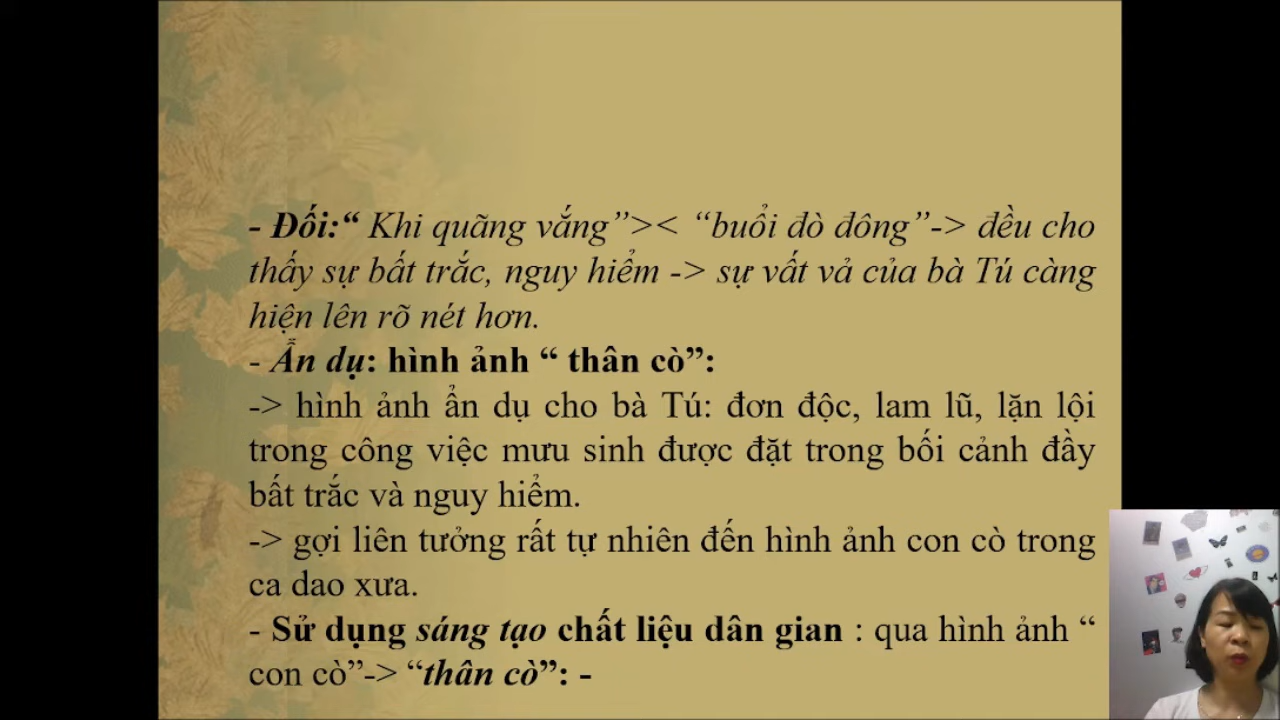 - Đối:“ Khi quãng vắng”>< “buổi đò đông”-> đều cho
thấy sự bất trắc, nguy hiểm -> sự vất vả của bà Tú càng
hiện lên rõ nét hơn.
- Ẩn dụ: hình ảnh “ thân cò”:
-> hình ảnh ẩn dụ cho bà Tú: đơn độc, lam lũ, lặn lội
trong công việc mưu sinh được đặt trong bối cảnh đầy
bất trắc và nguy hiểm.
-> gợi liên tưởng rất tự nhiên đến hình ảnh con cò trong
ca dao xưa.
- Sử dụng sáng tạo chất liệu dân gian : qua hình ảnh “
con cò”-> “thân cò”: -